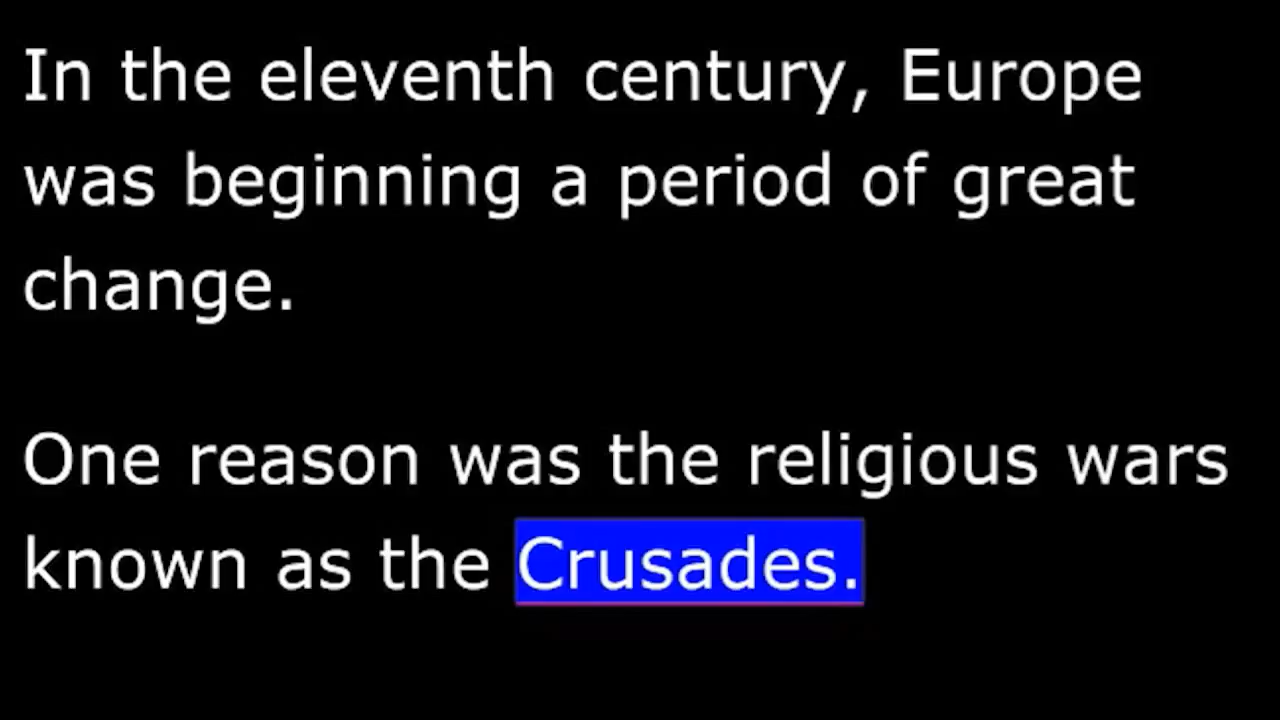 In the eleventh century, Europe
was beginning a period of great
change.
One reason was the religious wars
known as the Crusades.